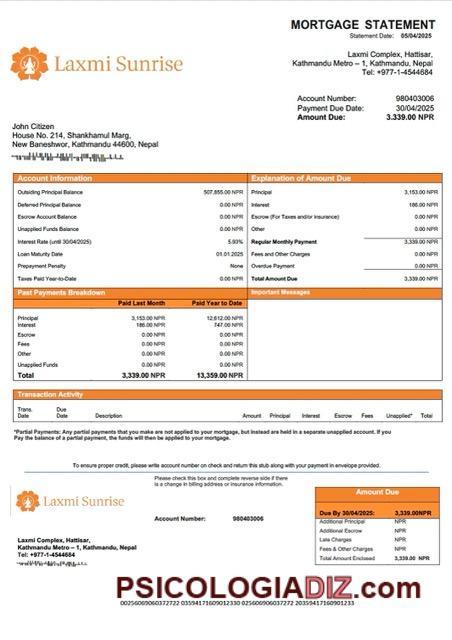 MORTGAGE STATEMENT
Statement Date: 05/04/2025
Laxmi Sunrise
Laxmi Complex, Hattisar,
Kathmandu Metro – 1, Kathmandu, Nepal
Tel: +977-1-4544684
Account Number: 980403006
Payment Due Date: 30/04/2025
Amount Due: 3.339.00 NPR
John Citizen
House No. 214, Shankhamul Marg,
New Baneshwor, Kathmandu 44600, Nepal
Account Information
Outsiding Principal Balance 507,855.00 NPR
Deferred Principal Balance 0.00 NPR
Escrow Account Balance 0.00 NPR
Unapplied Funds Balance 0.00 NPR
Interest Rate (until 30/04/2025) 5.93%
Loan Maturity Date 01.01.2025
Prepayment Penalty None
Taxes Paid Year-to-Date 0.00 NPR
Explanation of Amount Due
Principal 3,153.00 NPR
Interest 186.00 NPR
Escrow (For Taxes and/or insurance) 0.00 NPR
Other 0.00 NPR
Regular Monthly Payment 3,339.00 NPR
Fees and Other Charges 0.00 NPR
Overdue Payment 0.00 NPR
Total Amount Due 3,339.00 NPR
Past Payments Breakdown
Paid Last Month Paid Year to Date
Principal 3,153.00 NPR 12,612.00 NPR
Interest 186.00 NPR 747.00 NPR
Escrow 0.00 NPR 0.00 NPR
Fees 0.00 NPR 0.00 NPR
Other 0.00 NPR 0.00 NPR
Unapplied Funds 0.00 NPR 0.00 NPR
Total 3,339.00 NPR 13,359.00 NPR
Important Messages
Transaction Activity
Trans. Date Due Date Description Amount Principal Interest Escrow Fees Unapplied* Total
*Partial Payments: Any partial payments that you make are not applied to your mortgage, but instead are held in a separate unapplied account. If you
Pay the balance of a partial payment, the funds will then be applied to your mortgage.
To ensure proper credit, please write account number on check and return this stub along with your payment in envelope provided.
Laxmi Sunrise
Please check this box and complete reverse side if there
is a change in billing address or insurance information.
Account Number: 980403006
Laxmi Complex, Hattisar,
Kathmandu Metro – 1, Kathmandu, Nepal
Tel: +977-1-4544684
Amount Due
Due By 30/04/2025: 3,339.00NPR
Additional Principal NPR
Additional Escrow NPR
Late Charges NPR
Fees & Other Charges NPR
Total Amount Enclosed 3,339.00 NPR
PSICOLOGIADIZ.com